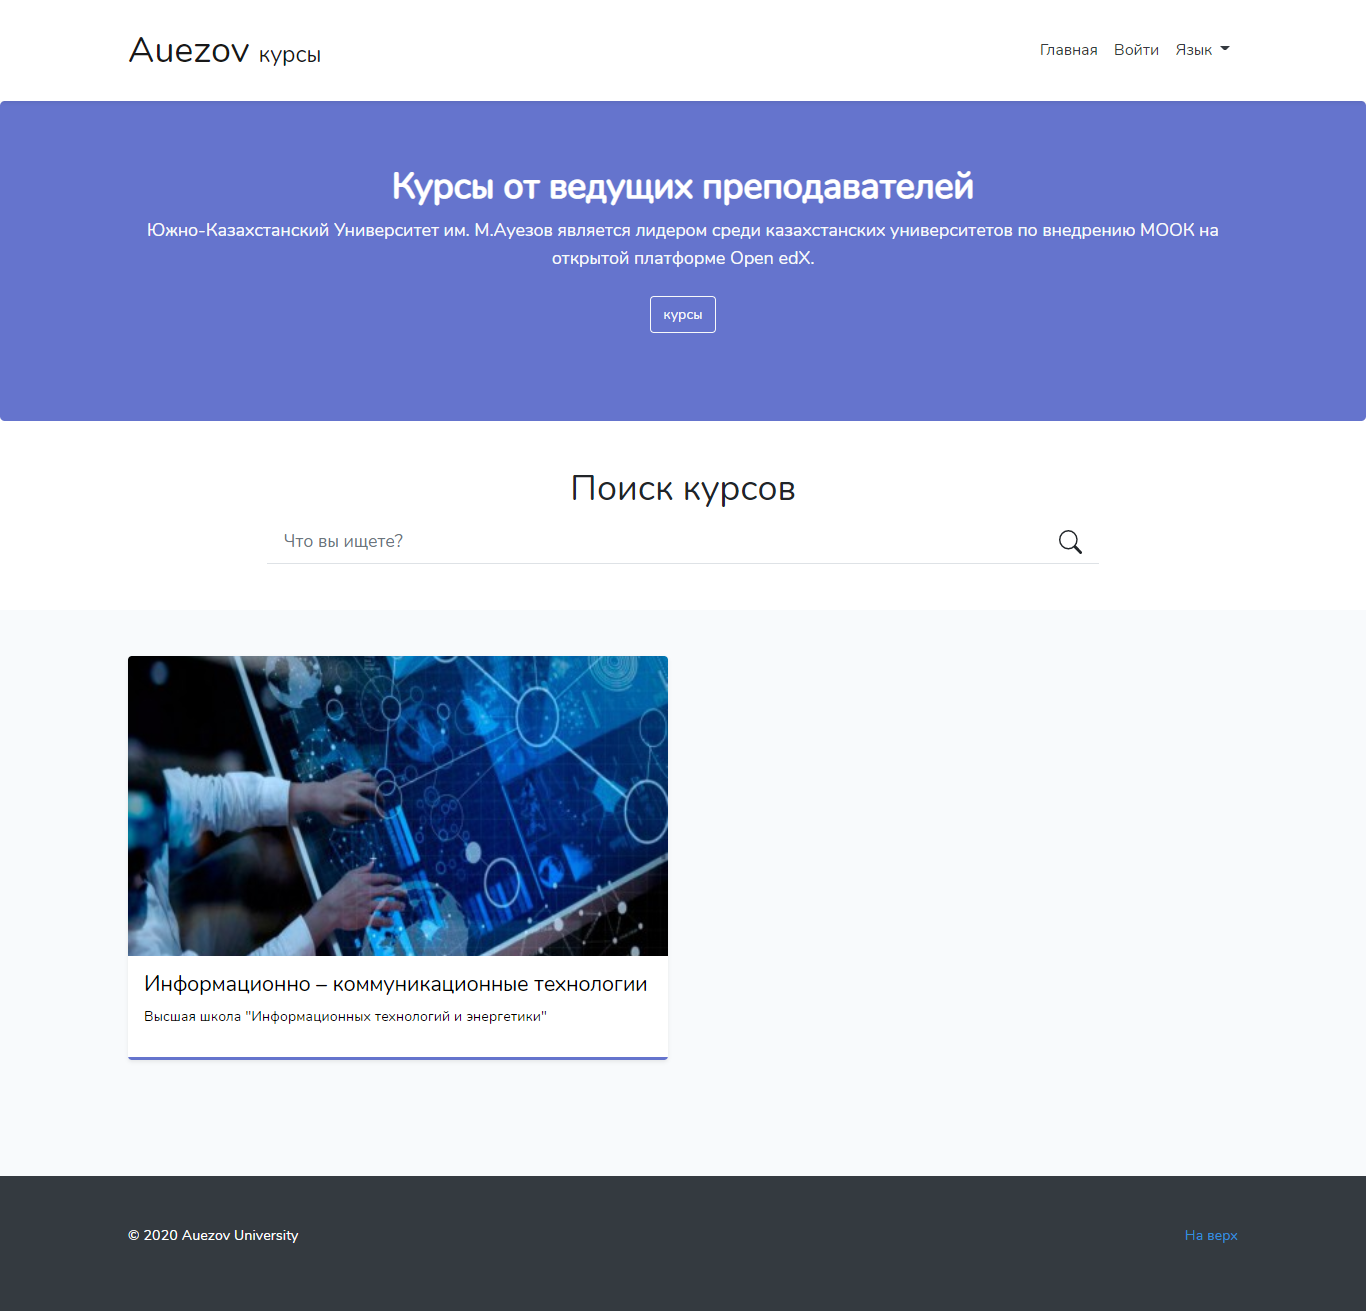 Auezov курсы
Главная Войти Язык
Курсы от ведущих преподавателей
Южно-Казахстанский Университет им. М.Ауезов является лидером среди казахстанских университетов по внедрению МООК на
открытой платформе Open edX.
курсы
Поиск курсов
Что вы ищете?
Информационно – коммуникационные технологии
Высшая школа "Информационных технологий и энергетики"
© 2020 Auezov University
На верх